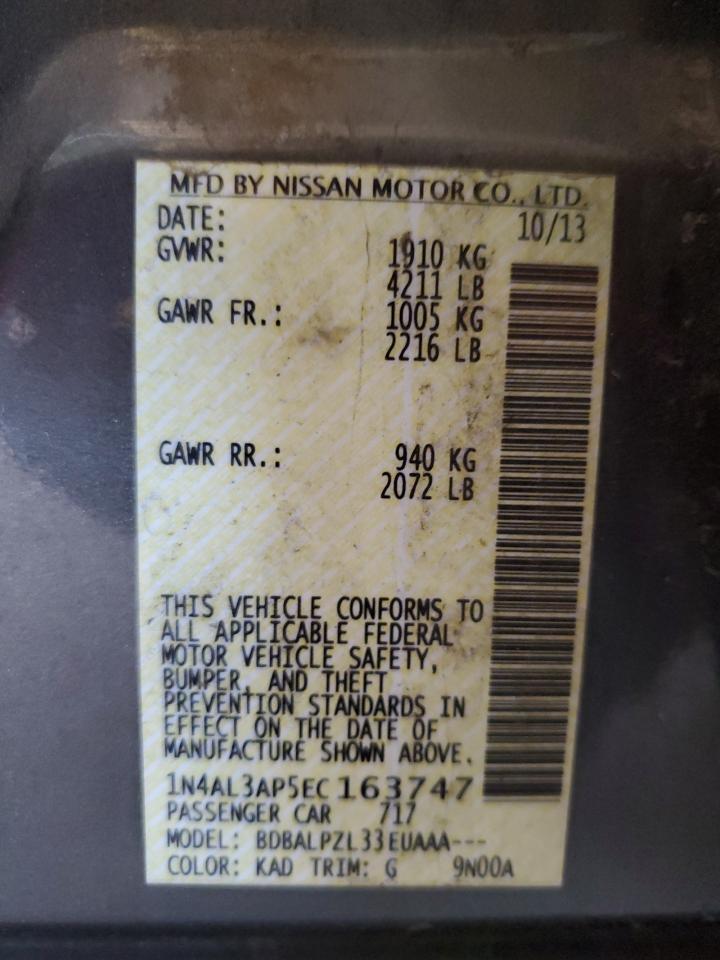 MFD BY NISSAN MOTOR CO., LTD.
DATE: 10/13
GVWR: 1910 KG
4211 LB
GAWR FR.: 1005 KG
2216 LB
GAWR RR.: 940 KG
2072 LB
THIS VEHICLE CONFORMS TO
ALL APPLICABLE FEDERAL
MOTOR VEHICLE SAFETY,
BUMPER, AND THEFT
PREVENTION STANDARDS IN
EFFECT ON THE DATE OF
MANUFACTURE SHOWN ABOVE.
1N4AL3AP5EC163747
PASSENGER CAR 717
MODEL: BDBALPZL33EUAAA---
COLOR: KAD TRIM: G 9N00A